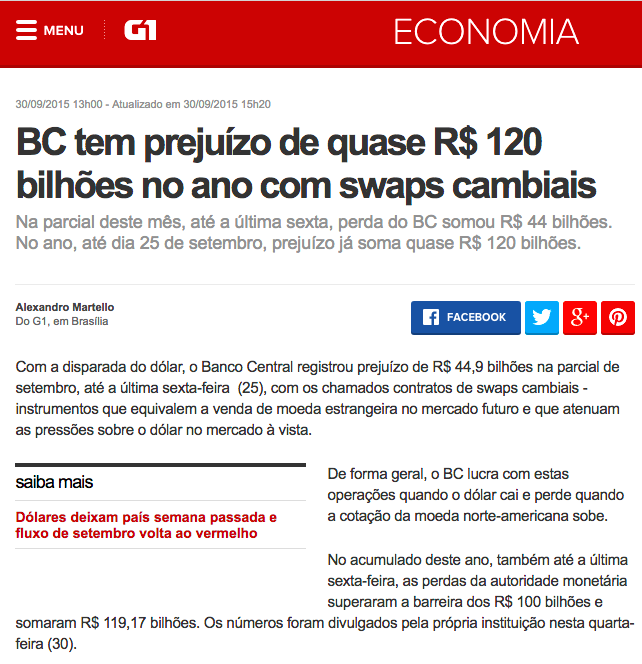 MENU
G1
ECONOMIA
30/09/2015 13h00 - Atualizado em 30/09/2015 15h20
BC tem prejuízo de quase R$ 120
bilhões no ano com swaps cambiais
Na parcial deste mês, até a última sexta, perda do BC somou R$ 44 bilhões.
No ano, até dia 25 de setembro, prejuízo já soma quase R$ 120 bilhões.
Alexandro Martello
Do G1, em Brasília
FACEBOOK
g+
Com a disparada do dólar, o Banco Central registrou prejuízo de R$ 44,9 bilhões na parcial de
setembro, até a última sexta-feira (25), com os chamados contratos de swaps cambiais -
instrumentos que equivalem a venda de moeda estrangeira no mercado futuro e que atenuam
as pressões sobre o dólar no mercado à vista.
saiba mais
Dólares deixam país semana passada e
fluxo de setembro volta ao vermelho
De forma geral, o BC lucra com estas
operações quando o dólar cai e perde quando
a cotação da moeda norte-americana sobe.
No acumulado deste ano, também até a última
sexta-feira, as perdas da autoridade monetária
superaram a barreira dos R$ 100 bilhões e
somaram R$ 119,17 bilhões. Os números foram divulgados pela própria instituição nesta quarta-
feira (30).